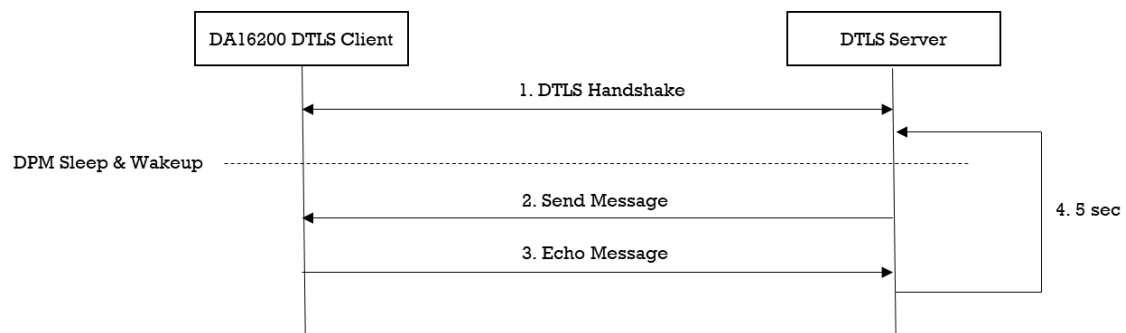 DA16200 DTLS Client
DTLS Server
1. DTLS Handshake
DPM Sleep & Wakeup
2. Send Message
4. 5 sec
3. Echo Message